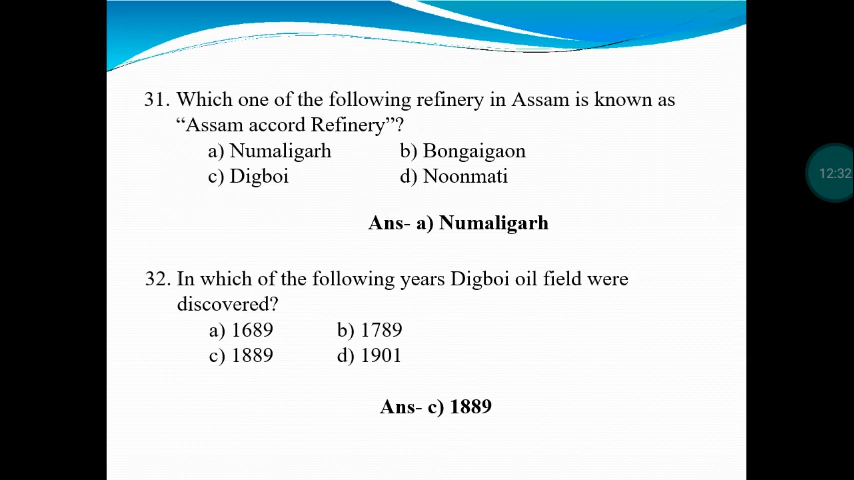 31. Which one of the following refinery in Assam is known as
“Assam accord Refinery”?
a) Numaligarh b) Bongaigaon
c) Digboi d) Noonmati
Ans- a) Numaligarh
32. In which of the following years Digboi oil field were
discovered?
a) 1689 b) 1789
c) 1889 d) 1901
Ans- c) 1889
12:32